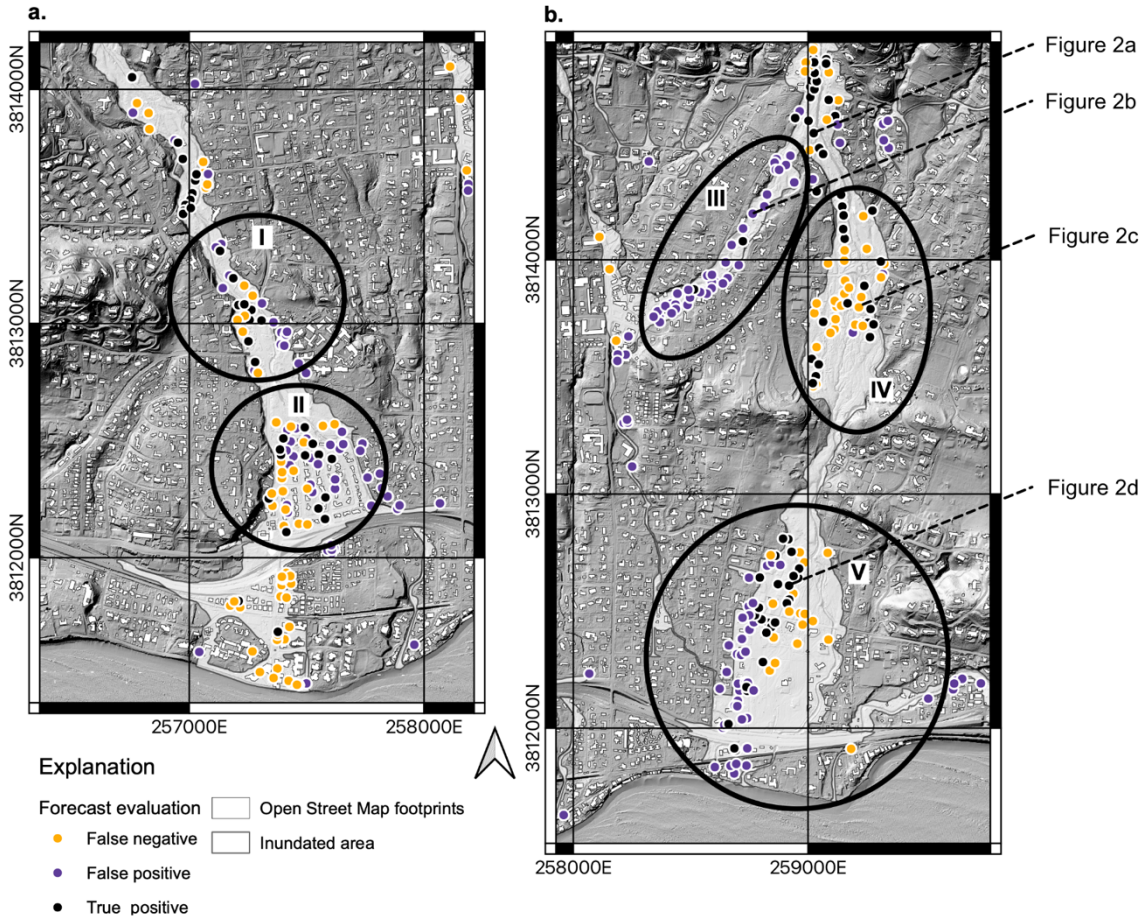 a.
b.
Figure 2a
Figure 2b
Figure 2c
Figure 2d
3814000N
3813000N
3812000N
I
II
257000E
258000E
3814000N
3813000N
3812000N
III
IV
V
258000E
259000E
Explanation
Forecast evaluation
False negative
False positive
True positive
Open Street Map footprints
Inundated area